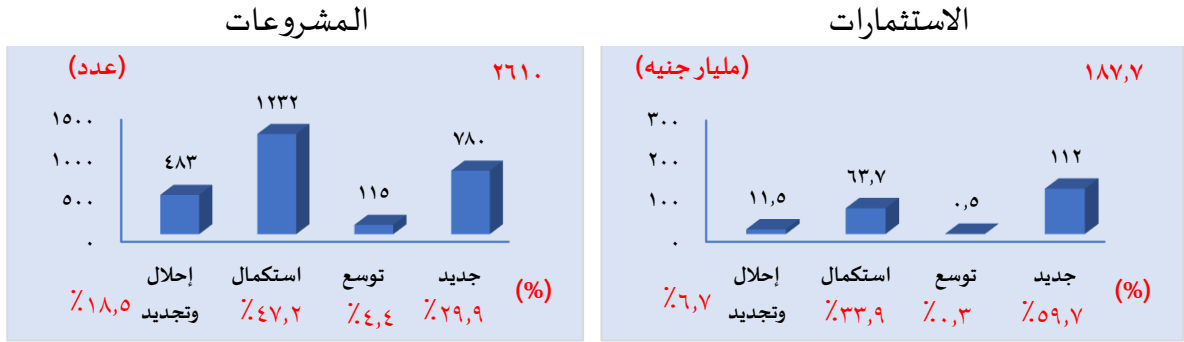 الاستثمارات
١٨٧,٧
(مليار جنيه)
٣٠٠
٢٠٠
١٠٠
٠
١١٢
٠,٥
٦٣,٧
١١,٥
جديد
توسع
استكمال
إحلال
وتجديد
(%)
٪٥٩,٧
٪٠,٣
٪٣٣,٩
٪٦,٧
المشروعات
٢٦١٠
(عدد)
١٥٠٠
١٠٠٠
٥٠٠
٠
٧٨٠
١١٥
١٢٣٢
٤٨٣
جديد
توسع
استكمال
إحلال
وتجديد
(%)
٪٢٩,٩
٪٤,٤
٪٤٧,٢
٪١٨,٥